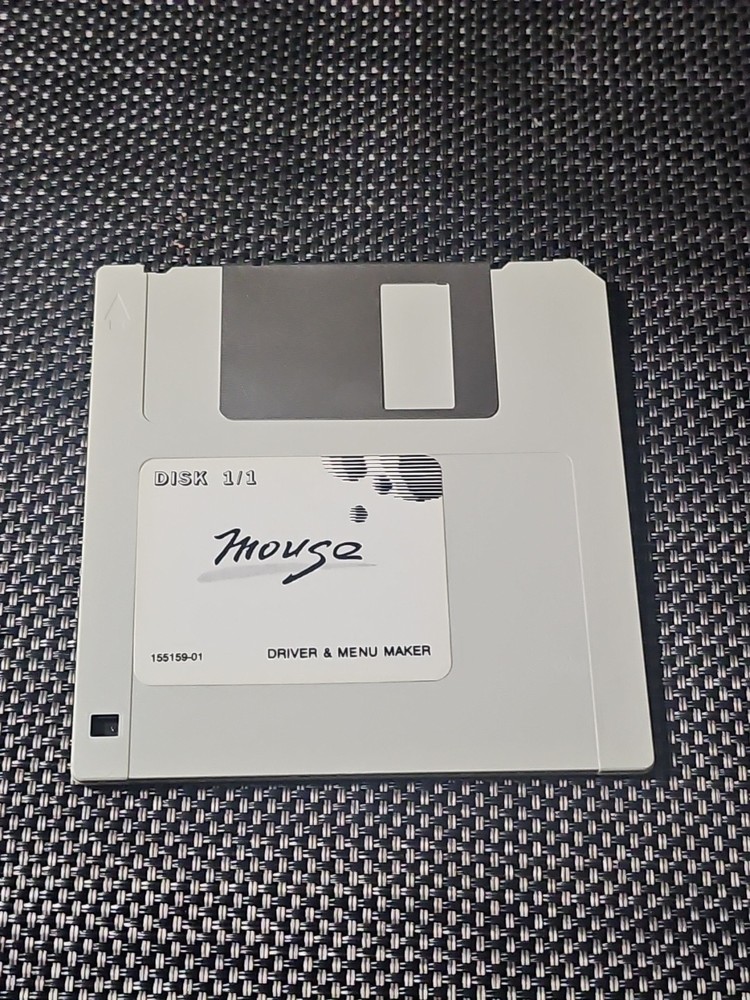 DISK 1/1
mouse
155159-01 DRIVER & MENU MAKER